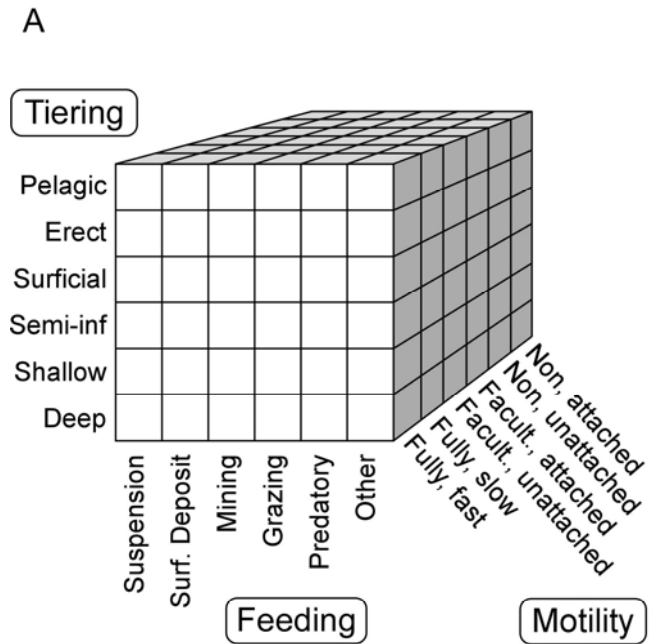 A
Tiering
Pelagic
Erect
Surficial
Semi-inf
Shallow
Deep
Suspension
Surf. Deposit
Mining
Grazing
Predatory
Other
Feeding
Fully, fast
Fully, slow
Facult., unattached
Facult., attached
Non, unattached
Non, attached
Motility